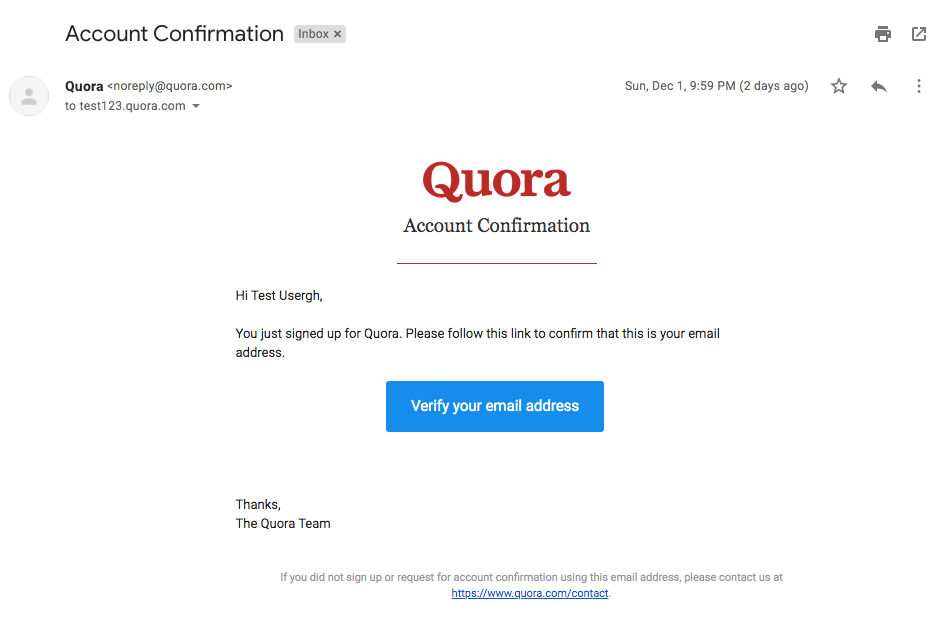 Account Confirmation Inbox ×
Quora <noreply@quora.com> Sun, Dec 1, 9:59 PM (2 days ago)
to test123.quora.com
Quora
Account Confirmation
Hi Test Usergh,
You just signed up for Quora. Please follow this link to confirm that this is your email
address.
Verify your email address
Thanks,
The Quora Team
If you did not sign up or request for account confirmation using this email address, please contact us at
https://www.quora.com/contact.